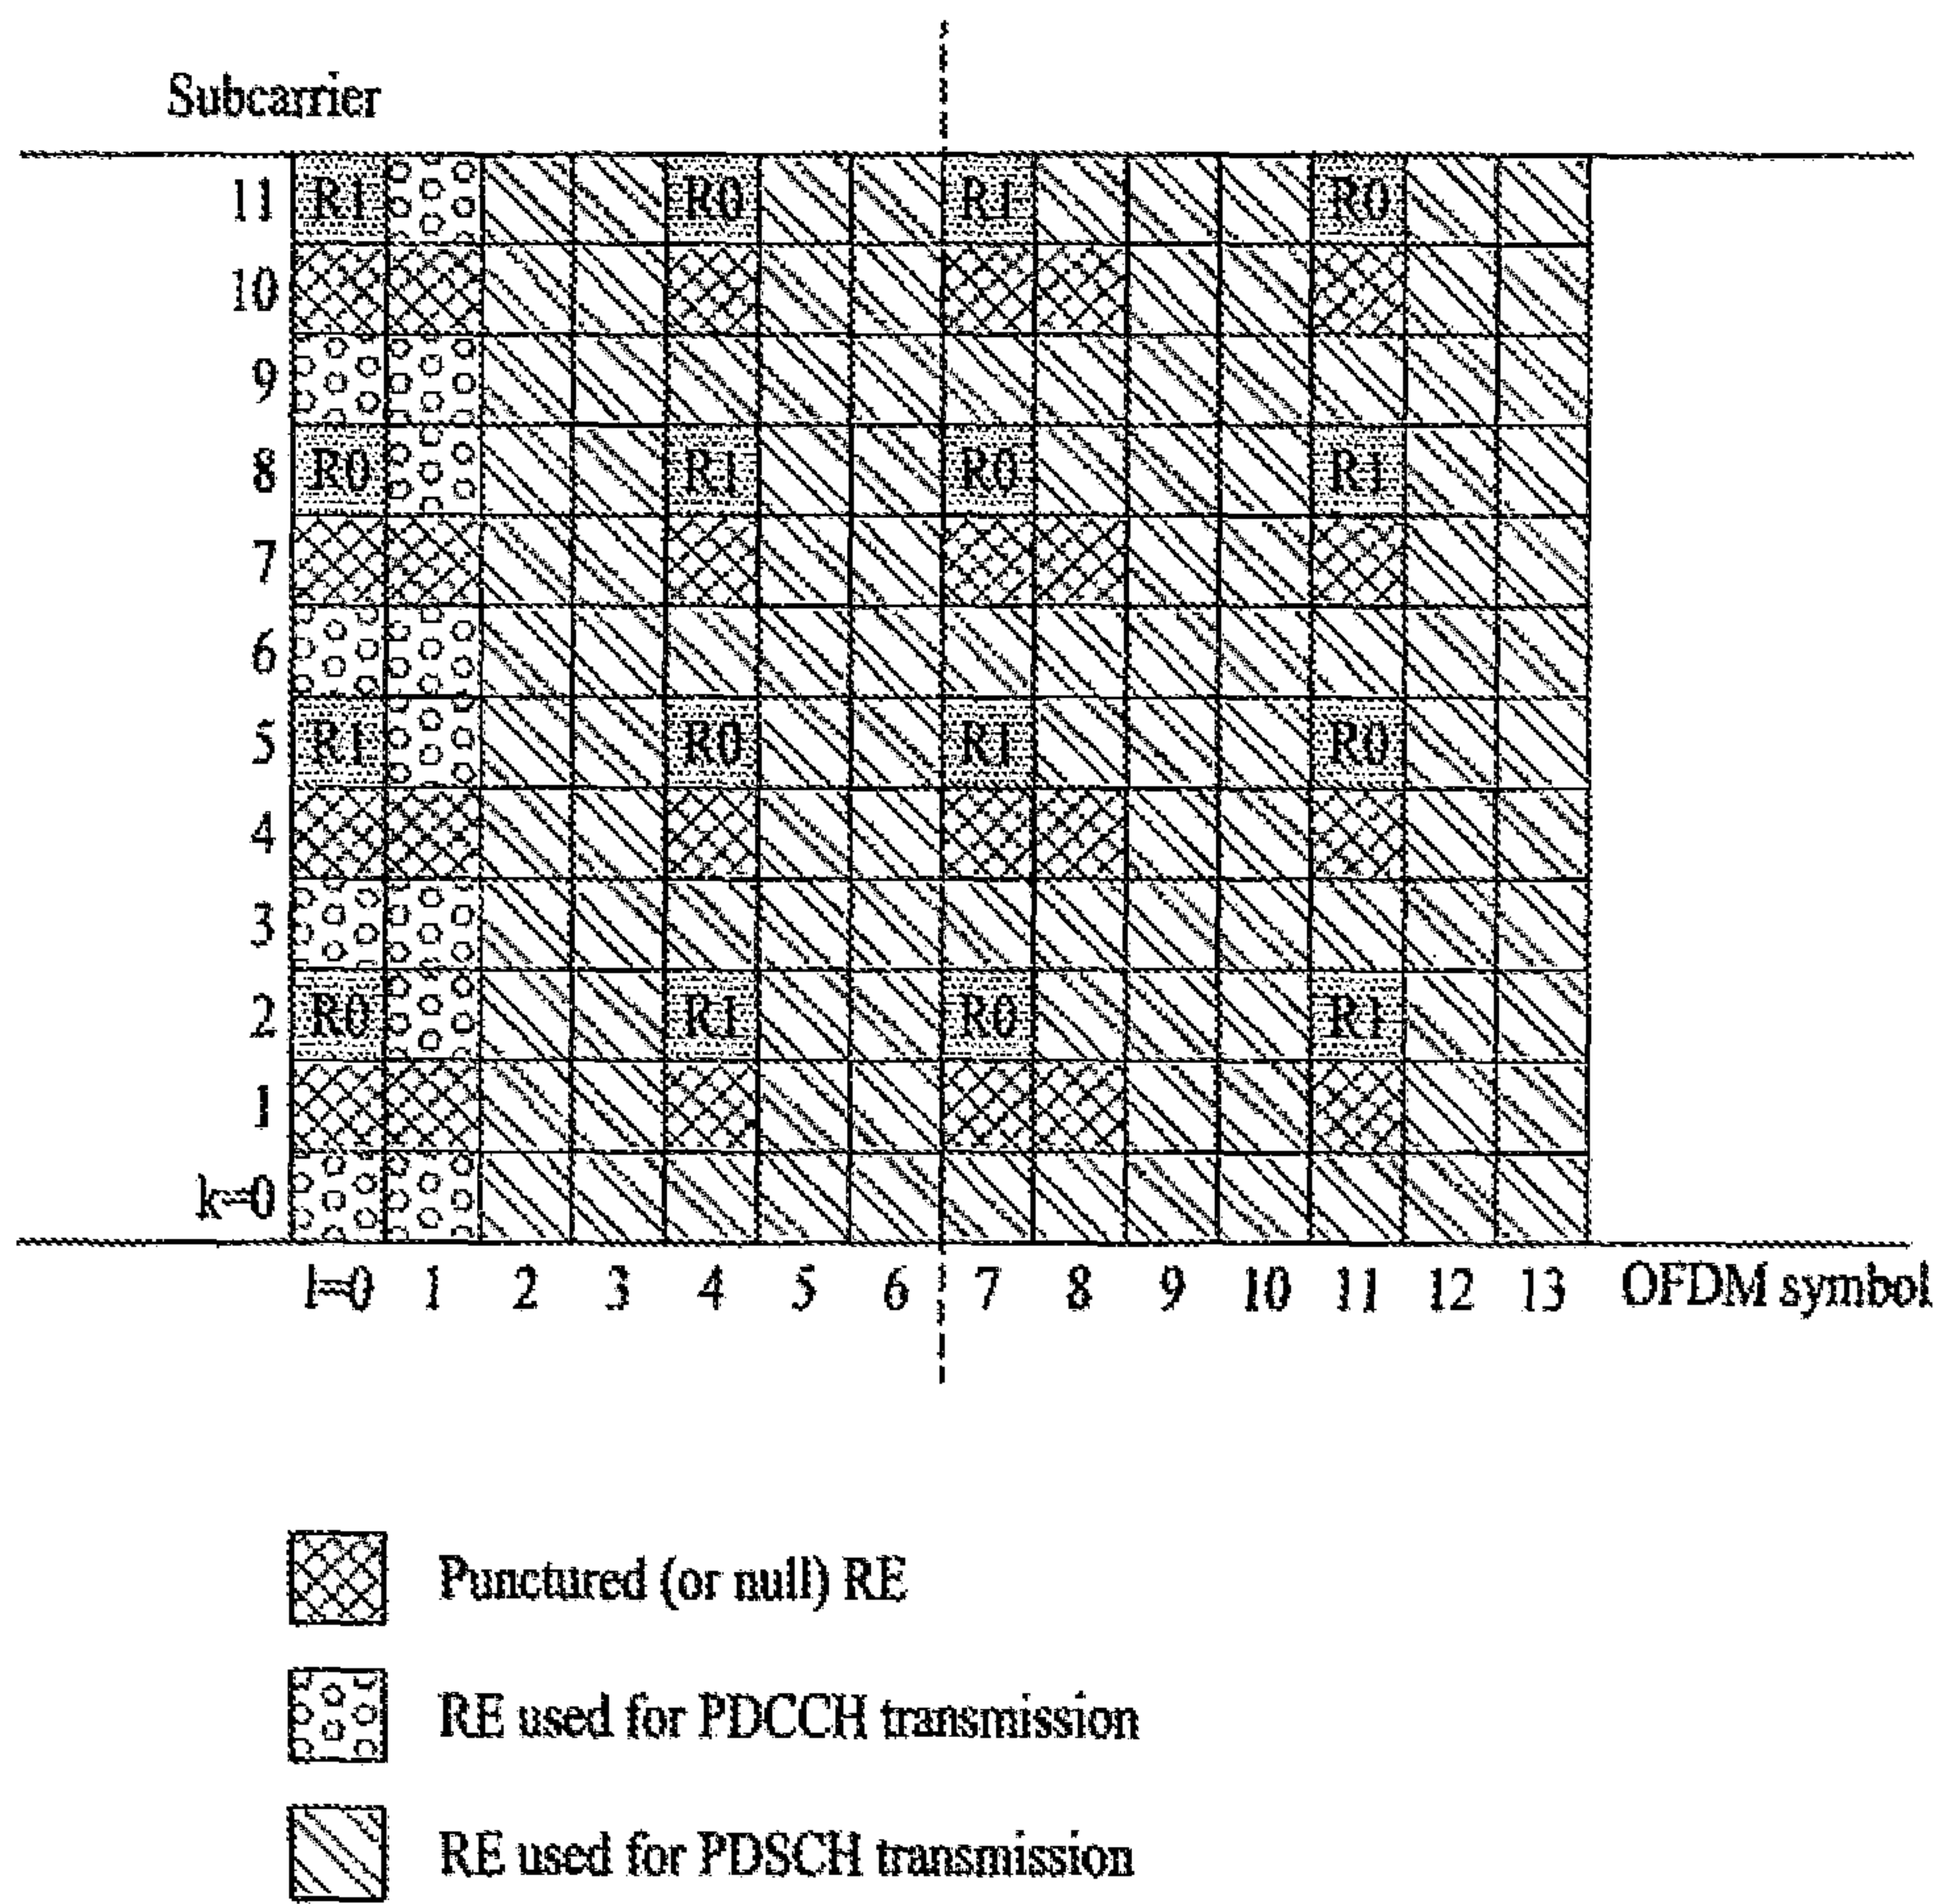 Subcarrier
11 R1 R0 R1 R0
10
9
8 R0 R1 R0 R1
7
6
5 R1 R0 R1 R0
4
3
2 R0 R1 R0 R1
1
k=0
l=0 1 2 3 4 5 6 7 8 9 10 11 12 13 OFDM symbol
Punctured (or null) RE
RE used for PDCCH transmission
RE used for PDSCH transmission